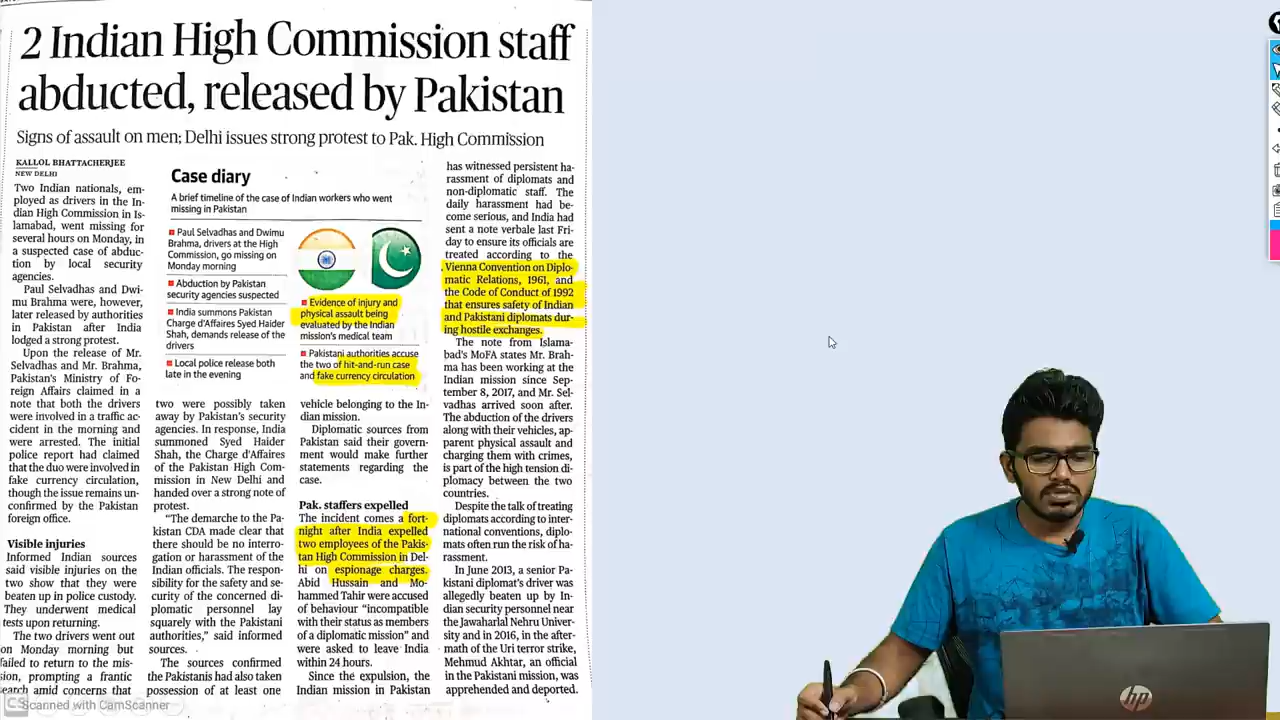 2 Indian High Commission staff
abducted, released by Pakistan
Signs of assault on men; Delhi issues strong protest to Pak. High Commission
KALLOL BHATTACHERJEE
NEW DELHI
Two Indian nationals, em-
ployed as drivers in the In-
dian High Commission in Is-
lamabad, went missing for
several hours on Monday, in
a suspected case of abduc-
tion by local security
agencies.
Paul Selvadhas and Dwi-
mu Brahma were, however,
later released by authorities
in Pakistan after India
lodged a strong protest.
Upon the release of Mr.
Selvadhas and Mr. Brahma,
Pakistan's Ministry of Fo-
reign Affairs claimed in a
note that both the drivers
were involved in a traffic ac-
cident in the morning and
were arrested. The initial
police report had claimed
that the duo were involved in
fake currency circulation,
though the issue remains un-
confirmed by the Pakistan
foreign office.
Visible injuries
Informed Indian sources
said visible injuries on the
two show that they were
beaten up in police custody.
They underwent medical
tests upon returning.
The two drivers went out
on Monday morning but
failed to return to the mis-
sion, prompting a frantic
search amid concerns that
Case diary
A brief timeline of the case of Indian workers who went
missing in Pakistan
Paul Selvadhas and Dwimu
Brahma, drivers at the High
Commission, go missing on
Monday morning
Abduction by Pakistan
security agencies suspected
India summons Pakistan
Charge d'Affaires Syed Haider
Shah, demands release of the
drivers
Local police release both
late in the evening
Evidence of injury and
physical assault being
evaluated by the Indian
mission's medical team
Pakistani authorities accuse
the two of hit-and-run case
and fake currency circulation
two were possibly taken
away by Pakistan's security
agencies. In response, India
summoned Syed Haider
Shah, the Charge d'Affaires
of the Pakistan High Com-
mission in New Delhi and
handed over a strong note of
protest.
"The demarche to the Pa-
kistan CDA made clear that
there should be no interro-
gation or harassment of the
Indian officials. The respon-
sibility for the safety and se-
curity of the concerned di-
plomatic personnel lay
squarely with the Pakistani
authorities," said informed
sources.
The sources confirmed
the Pakistanis had also taken
possession of at least one
vehicle belonging to the In-
dian mission.
Diplomatic sources from
Pakistan said their govern-
ment would make further
statements regarding the
case.
Pak. staffers expelled
The incident comes a fort-
night after India expelled
two employees of the Pakis-
tan High Commission in Del-
hi on espionage charges.
Abid Hussain and Mo-
hammed Tahir were accused
of behaviour "incompatible
with their status as members
of a diplomatic mission" and
were asked to leave India
within 24 hours.
Since the expulsion, the
Indian mission in Pakistan
has witnessed persistent ha-
rassment of diplomats and
non-diplomatic staff. The
daily harassment had be-
come serious, and India had
sent a note verbale last Fri-
day to ensure its officials are
treated according to the
Vienna Convention on Diplo-
matic Relations, 1961, and
the Code of Conduct of 1992
that ensures safety of Indian
and Pakistani diplomats dur-
ing hostile exchanges.
The note from Islama-
bad's MoFA states Mr. Brah-
ma has been working at the
Indian mission since Sep-
tember 8, 2017, and Mr. Sel-
vadhas arrived soon after.
The abduction of the drivers
along with their vehicles, ap-
parent physical assault and
charging them with crimes,
is part of the high tension di-
plomacy between the two
countries.
Despite the talk of treating
diplomats according to inter-
national conventions, diplo-
mats often run the risk of ha-
rassment.
In June 2013, a senior Pa-
kistani diplomat's driver was
allegedly beaten up by In-
dian security personnel near
the Jawaharlal Nehru Univer-
sity and in 2016, in the after-
math of the Uri terror strike,
Mehmud Akhtar, an official
in the Pakistani mission, was
apprehended and deported.
CS Scanned with CamScanner
hp